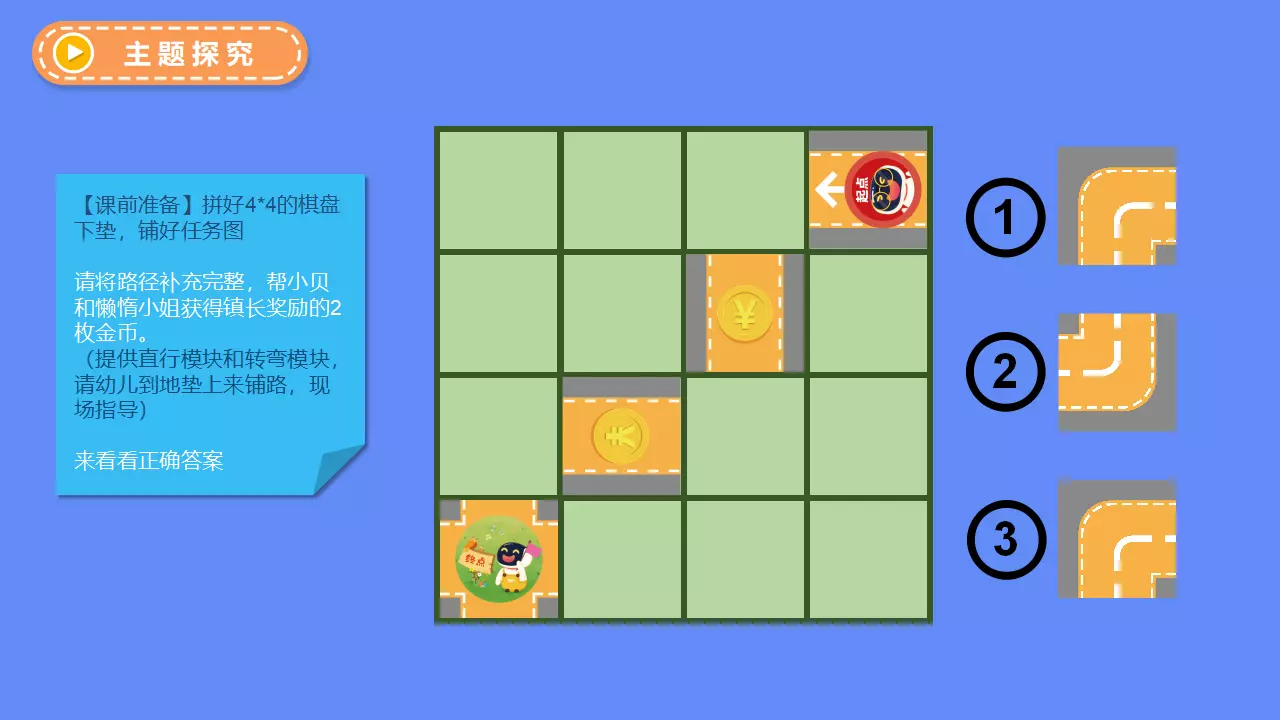 主题探究
【课前准备】拼好4*4的棋盘
下垫，铺好任务图
请将路径补充完整，帮小贝
和懒惰小姐获得镇长奖励的2
枚金币。
（提供直行模块和转弯模块，
请幼儿到地垫上来铺路，现
场指导）
来看看正确答案
起点
¥
¥
终点
1
2
3